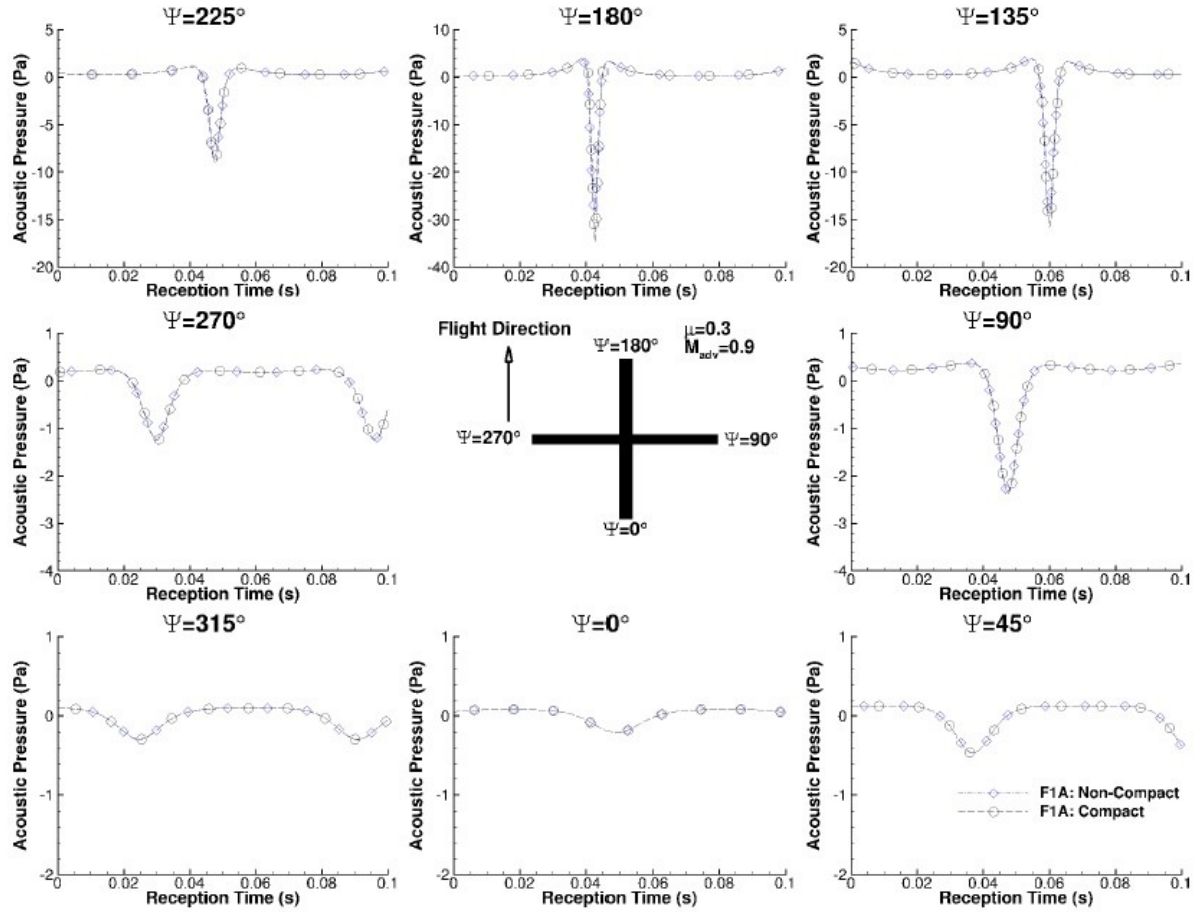 Ψ=225°
Acoustic Pressure (Pa)
5
0
-5
-10
-15
-20
0 0.02 0.04 0.06 0.08 0.1
Reception Time (s)
Ψ=180°
Acoustic Pressure (Pa)
10
0
-10
-20
-30
-40
0 0.02 0.04 0.06 0.08 0.1
Reception Time (s)
Ψ=135°
Acoustic Pressure (Pa)
5
0
-5
-10
-15
-20
0 0.02 0.04 0.06 0.08 0.1
Reception Time (s)
Ψ=270°
Acoustic Pressure (Pa)
1
0
-1
-2
-3
-4
0 0.02 0.04 0.06 0.08 0.1
Reception Time (s)
Flight Direction
μ=0.3
M_adv=0.9
Ψ=180°
Ψ=270°
Ψ=90°
Ψ=0°
Ψ=90°
Acoustic Pressure (Pa)
1
0
-1
-2
-3
-4
0 0.02 0.04 0.06 0.08 0.1
Reception Time (s)
Ψ=315°
Acoustic Pressure (Pa)
1
0
-1
-2
0 0.02 0.04 0.06 0.08 0.1
Reception Time (s)
Ψ=0°
Acoustic Pressure (Pa)
1
0
-1
-2
0 0.02 0.04 0.06 0.08 0.1
Reception Time (s)
Ψ=45°
Acoustic Pressure (Pa)
1
0
-1
-2
0 0.02 0.04 0.06 0.08 0.1
Reception Time (s)
F1A: Non-Compact
F1A: Compact